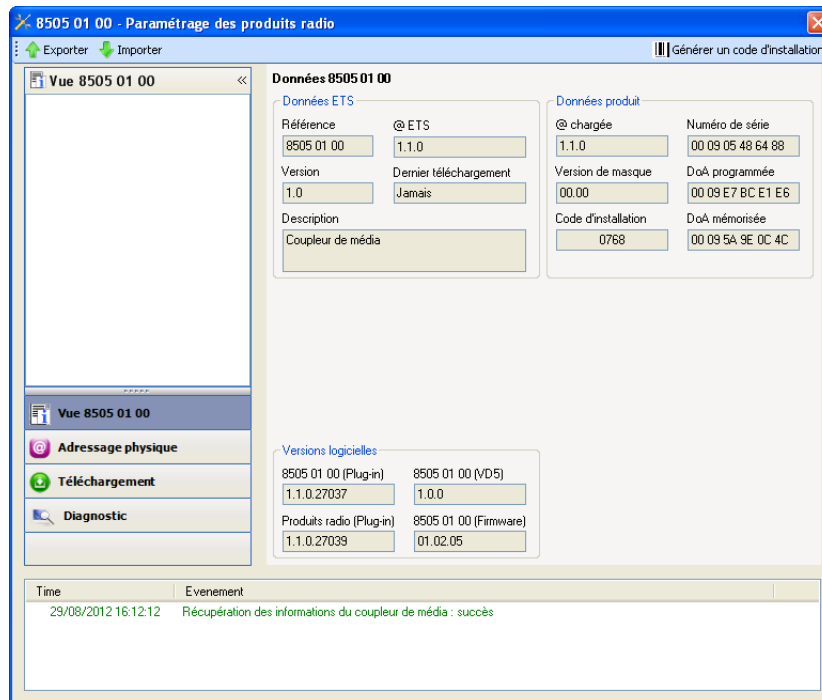 8505 01 00 - Paramétrage des produits radio
Exporter Importer Générer un code d'installation
Vue 8505 01 00 «
Données 8505 01 00
Données ETS
Référence @ ETS
8505 01 00 1.1.0
Version Dernier téléchargement
1.0 Jamais
Description
Coupleur de média
Données produit
@ chargée Numéro de série
1.1.0 00 09 05 48 64 88
Version de masque DoA programmée
00.00 00 09 E7 BC E1 E6
Code d'installation DoA mémorisée
0768 00 09 5A 9E 0C 4C
Vue 8505 01 00
Adressage physique
Téléchargement
Diagnostic
Versions logicielles
8505 01 00 (Plug-in) 8505 01 00 (VD5)
1.1.0.27037 1.0.0
Produits radio (Plug-in) 8505 01 00 (Firmware)
1.1.0.27039 01.02.05
Time Evenement
29/08/2012 16:12:12 Récupération des informations du coupleur de média : succès